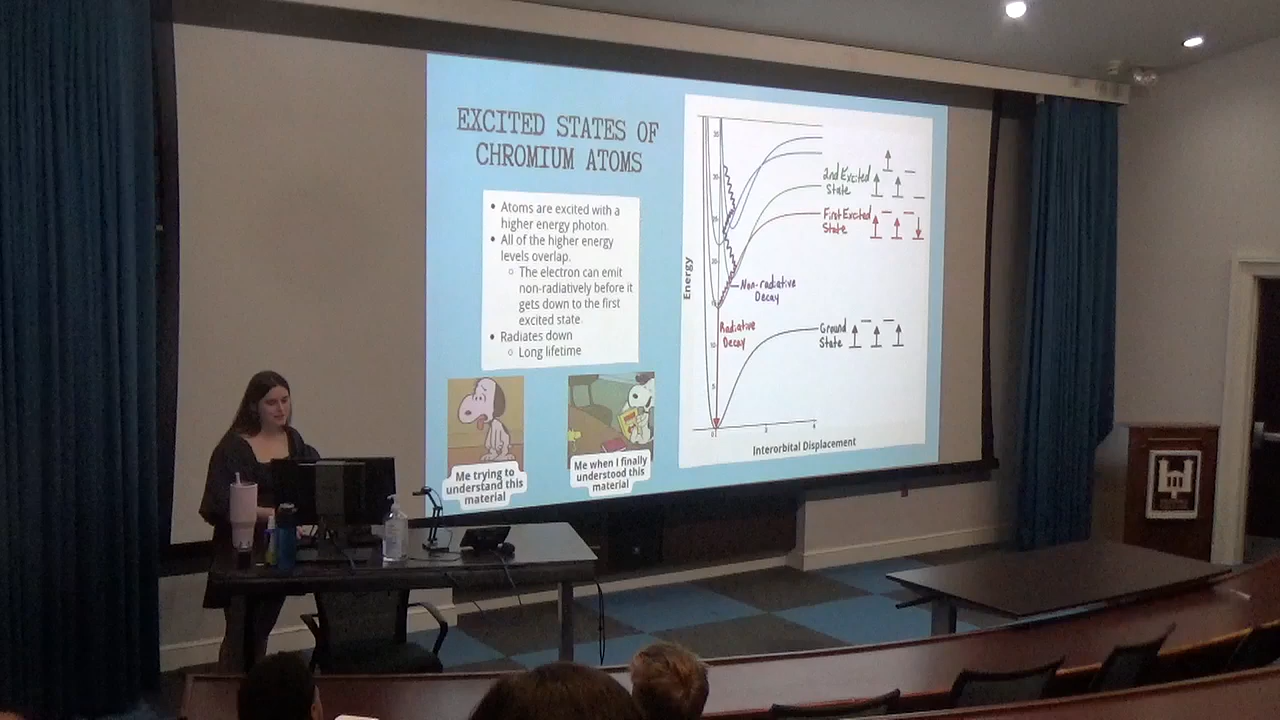 EXCITED STATES OF
CHROMIUM ATOMS
• Atoms are excited with a
higher energy photon.
• All of the higher energy
levels overlap.
○ The electron can emit
non-radiatively before it
gets down to the first
excited state.
• Radiates down
○ Long lifetime
Me trying to
understand this
material
Me when I finally
understood this
material
Energy
2nd Excited
State
First Excited
State
Non-radiative
Decay
Radiative
Decay
Ground
State
Interorbital Displacement